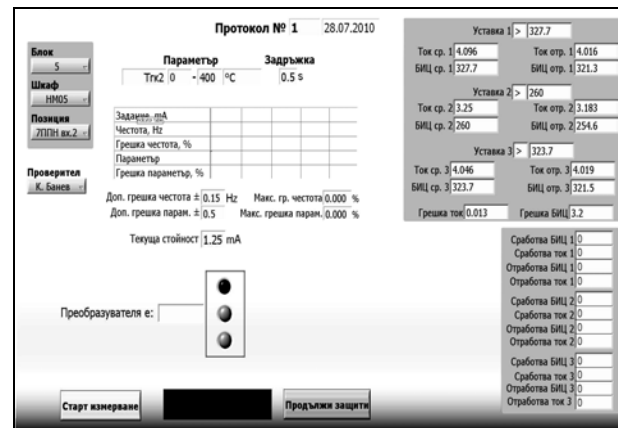 Протокол № 1 28.07.2010
Блок
5
Шкаф
НМ05
Позиция
7ППН вх.2
Проверител
К. Банев
Параметър Задръжка
Тгк2 0 - 400 °C 0.5 s
Задание, mA
Честота, Hz
Грешка честота, %
Параметър
Грешка параметър, %
Доп. грешка честота ± 0.15 Hz Макс. гр. честота 0.000 %
Доп. грешка парам. ± 0.5 Макс. грешка парам. 0.000 %
Текуща стойност 1.25 mA
Преобразувателя е:
Старт измерване
Продължи защити
Уставка 1 > 327.7
Ток ср. 1 4.096 Ток отр. 1 4.016
БИЦ ср. 1 327.7 БИЦ отр. 1 321.3
Уставка 2 > 260
Ток ср. 2 3.25 Ток отр. 2 3.183
БИЦ ср. 2 260 БИЦ отр. 2 254.6
Уставка 3 > 323.7
Ток ср. 3 4.046 Ток отр. 3 4.019
БИЦ ср. 3 323.7 БИЦ отр. 3 321.5
Грешка ток 0.013 Грешка БИЦ 3.2
Сработва БИЦ 1 0
Сработва ток 1 0
Отработва БИЦ 1 0
Отработва ток 1 0
Сработва БИЦ 2 0
Сработва ток 2 0
Отработва БИЦ 2 0
Отработва ток 2 0
Сработва БИЦ 3 0
Сработва ток 3 0
Отработва БИЦ 3 0
Отработва ток 3 0